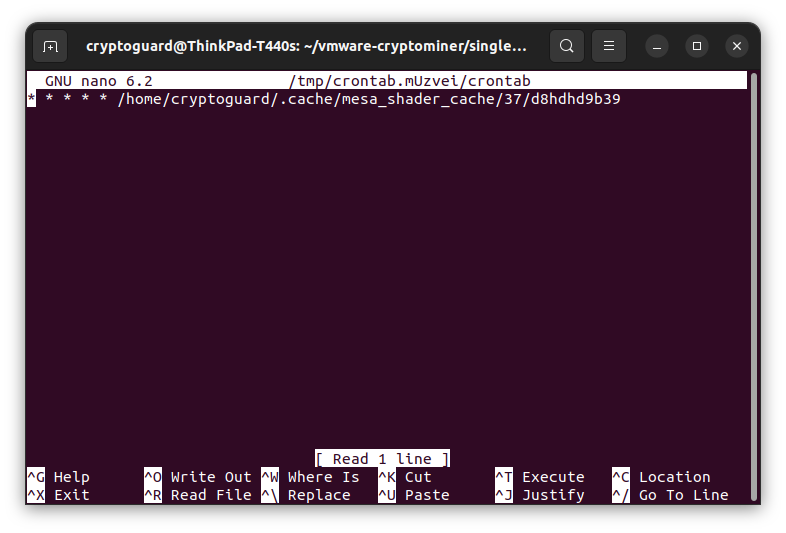 cryptoguard@ThinkPad-T440s: ~/vmware-cryptominer/single...
GNU nano 6.2 /tmp/crontab.mUzvei/crontab
* * * * * /home/cryptoguard/.cache/mesa_shader_cache/37/d8hdhd9b39
[ Read 1 line ]
^G Help ^O Write Out ^W Where Is ^K Cut ^T Execute ^C Location
^X Exit ^R Read File ^\ Replace ^U Paste ^J Justify ^/ Go To Line